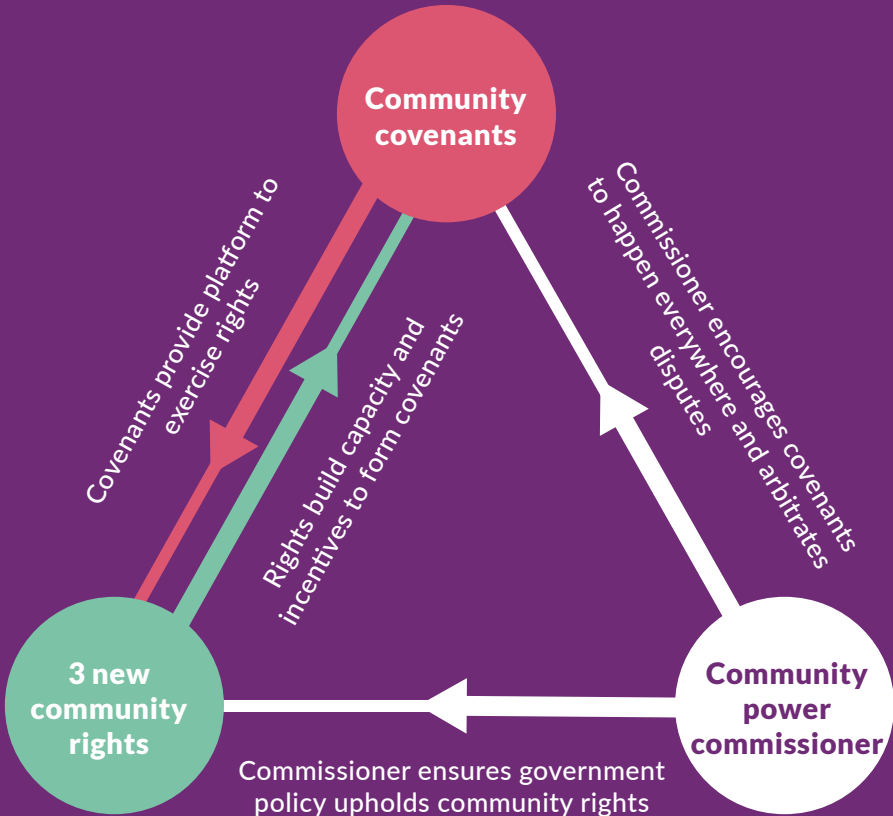 Community
covenants
Covenants provide platform to
exercise rights
Rights build capacity and
incentives to form covenants
Commissioner encourages covenants
to happen everywhere and arbitrates
disputes
3 new
community
rights
Community
power
commissioner
Commissioner ensures government
policy upholds community rights